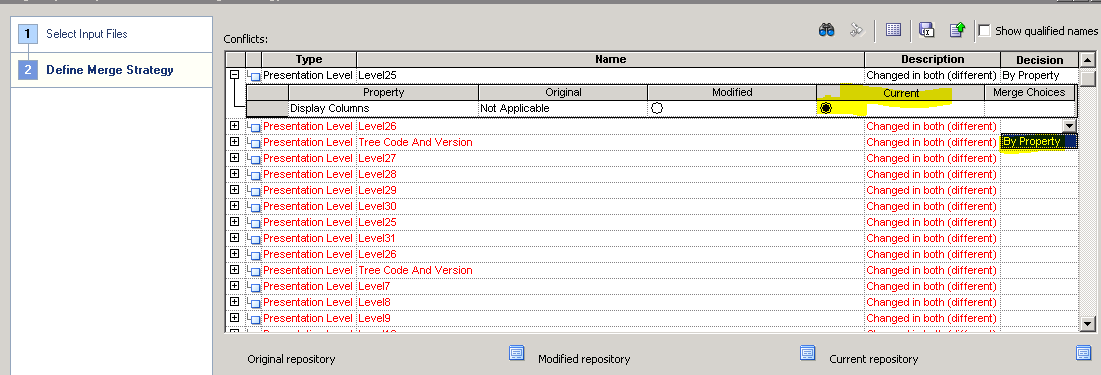 1 Select Input Files
2 Define Merge Strategy
Conflicts:
Show qualified names
Type Name Description Decision
Presentation Level Level25 Changed in both (different) By Property
Property Original Modified Current Merge Choices
Display Columns Not Applicable
Presentation Level Level26 Changed in both (different)
Presentation Level Tree Code And Version Changed in both (different) By Property
Presentation Level Level27 Changed in both (different)
Presentation Level Level28 Changed in both (different)
Presentation Level Level29 Changed in both (different)
Presentation Level Level30 Changed in both (different)
Presentation Level Level25 Changed in both (different)
Presentation Level Level31 Changed in both (different)
Presentation Level Level26 Changed in both (different)
Presentation Level Tree Code And Version Changed in both (different)
Presentation Level Level7 Changed in both (different)
Presentation Level Level8 Changed in both (different)
Presentation Level Level9 Changed in both (different)
Original repository Modified repository Current repository